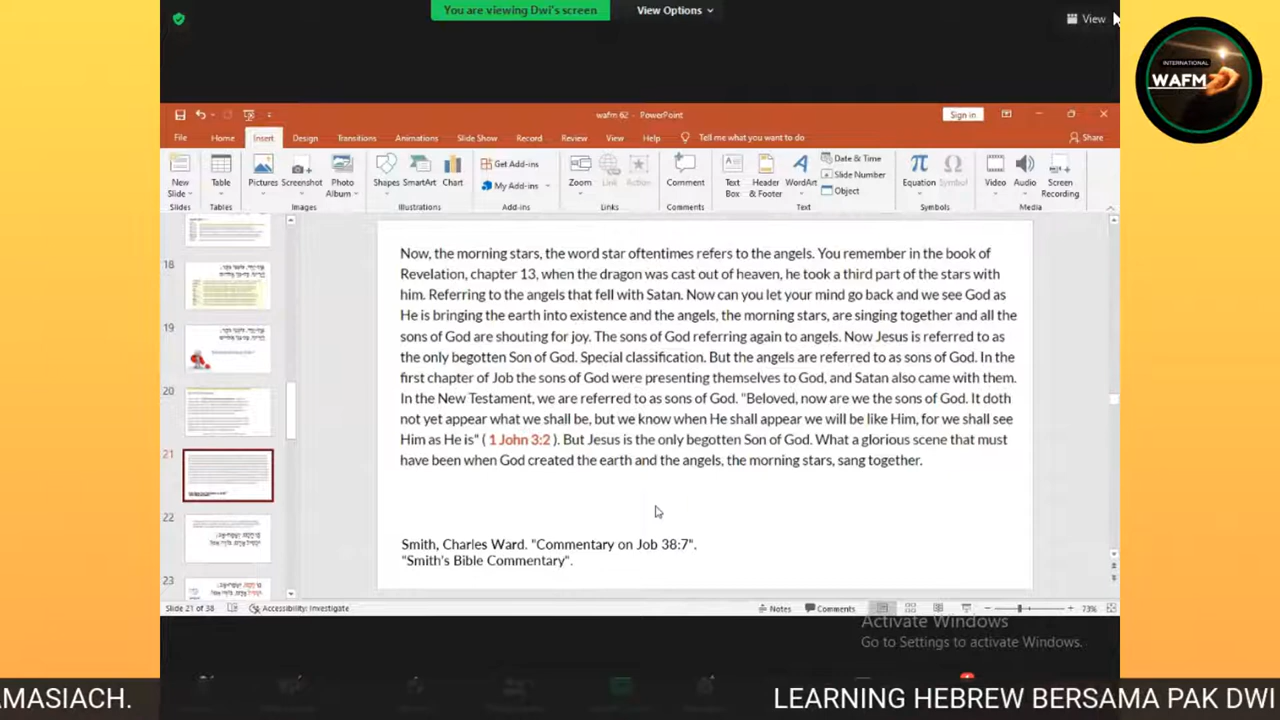 You are viewing Dwi's screen
View Options
View
INTERNATIONAL
WAFM
wafm 62 - PowerPoint
Sign in
File Home Insert Design Transitions Animations Slide Show Record Review View Help Tell me what you want to do
Share
New Slide
Table
Pictures
Screenshot
Photo Album
Shapes
SmartArt
Chart
Get Add-ins
My Add-ins
Zoom
Link
Action
Comment
Text Box
Header & Footer
WordArt
Date & Time
Slide Number
Object
Equation
Symbol
Video
Audio
Screen Recording
Slides Tables Images Illustrations Add-ins Links Comments Text Symbols Media
18
19
20
21
22
23
Now, the morning stars, the word star oftentimes refers to the angels. You remember in the book of
Revelation, chapter 13, when the dragon was cast out of heaven, he took a third part of the stars with
him. Referring to the angels that fell with Satan. Now can you let your mind go back and we see God as
He is bringing the earth into existence and the angels, the morning stars, are singing together and all the
sons of God are shouting for joy. The sons of God referring again to angels. Now Jesus is referred to as
the only begotten Son of God. Special classification. But the angels are referred to as sons of God. In the
first chapter of Job the sons of God were presenting themselves to God, and Satan also came with them.
In the New Testament, we are referred to as sons of God. "Beloved, now are we the sons of God. It doth
not yet appear what we shall be, but we know when He shall appear we will be like Him, for we shall see
Him as He is" ( 1 John 3:2 ). But Jesus is the only begotten Son of God. What a glorious scene that must
have been when God created the earth and the angels, the morning stars, sang together.
Smith, Charles Ward. "Commentary on Job 38:7".
"Smith's Bible Commentary".
Slide 21 of 38
Accessibility: Investigate
Notes
Comments
73%
Activate Windows
Go to Settings to activate Windows.
AMASIACH.
LEARNING HEBREW BERSAMA PAK DWI